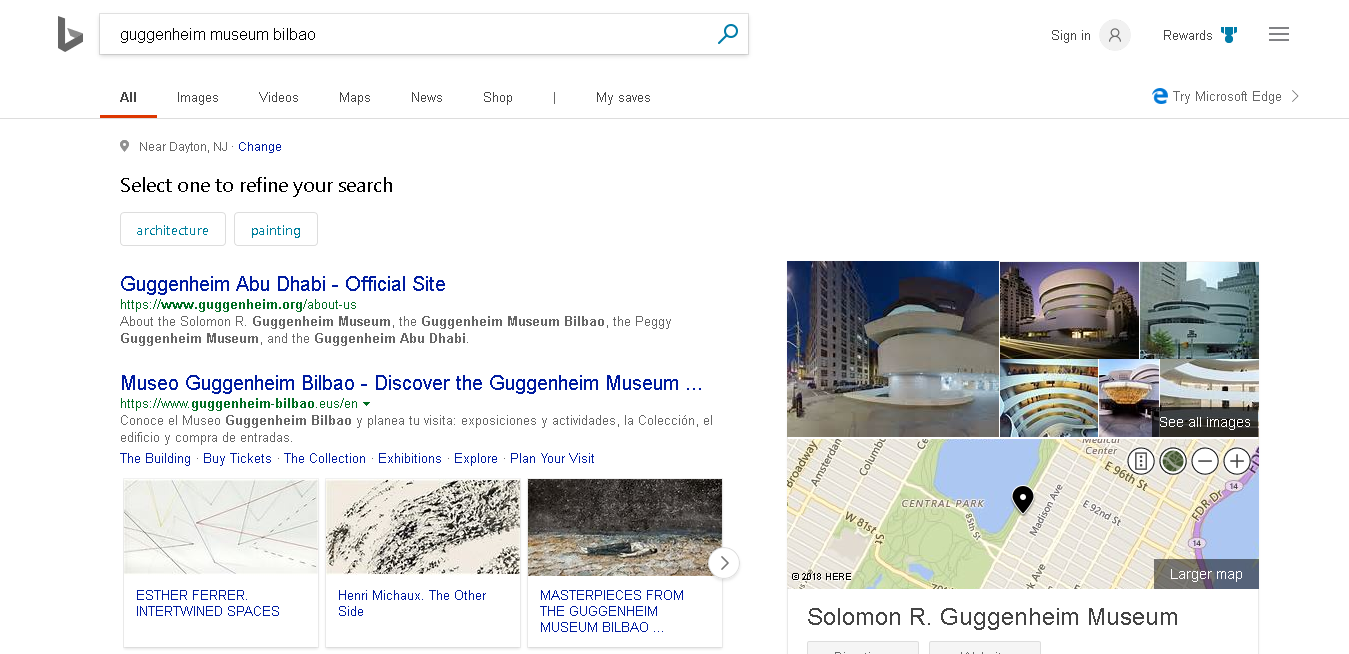 guggenheim museum bilbao
Sign in
Rewards
All
Images
Videos
Maps
News
Shop
|
My saves
Try Microsoft Edge
Near Dayton, NJ · Change
Select one to refine your search
architecture
painting
Guggenheim Abu Dhabi - Official Site
https://www.guggenheim.org/about-us
About the Solomon R. Guggenheim Museum, the Guggenheim Museum Bilbao, the Peggy
Guggenheim Museum, and the Guggenheim Abu Dhabi.
Museo Guggenheim Bilbao - Discover the Guggenheim Museum ...
https://www.guggenheim-bilbao.eus/en
Conoce el Museo Guggenheim Bilbao y planea tu visita: exposiciones y actividades, la Colección, el
edificio y compra de entradas.
The Building · Buy Tickets · The Collection · Exhibitions · Explore · Plan Your Visit
ESTHER FERRER.
INTERTWINED SPACES
Henri Michaux. The Other
Side
MASTERPIECES FROM
THE GUGGENHEIM
MUSEUM BILBAO ...
See all images
Broadway
Amsterdam
Columbu
Ce
Medical
Center
E 96th St
14
FDR Dr
CENTRAL PARK
85th St
Madison Ave
E 92nd St
W 81st St
14
rk Ave
© 2018 HERE
Larger map
Solomon R. Guggenheim Museum